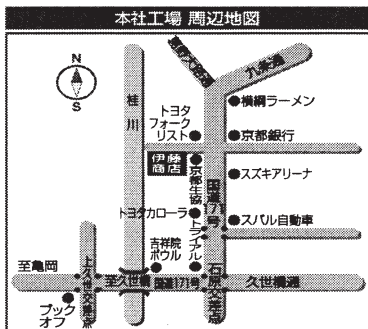 本社工場 周辺地図
N
S
九条通
桂川
トヨタ
フォーク
リスト
横綱ラーメン
京都銀行
伊藤
商店
京都生協
スズキアリーナ
国道171号
トヨタカローラ
トライアル
スバル自動車
吉祥院
ボウル
至亀岡
上久世交差点
至久世橋
国道171号
石原交差点
久世橋通
ブック
オフ